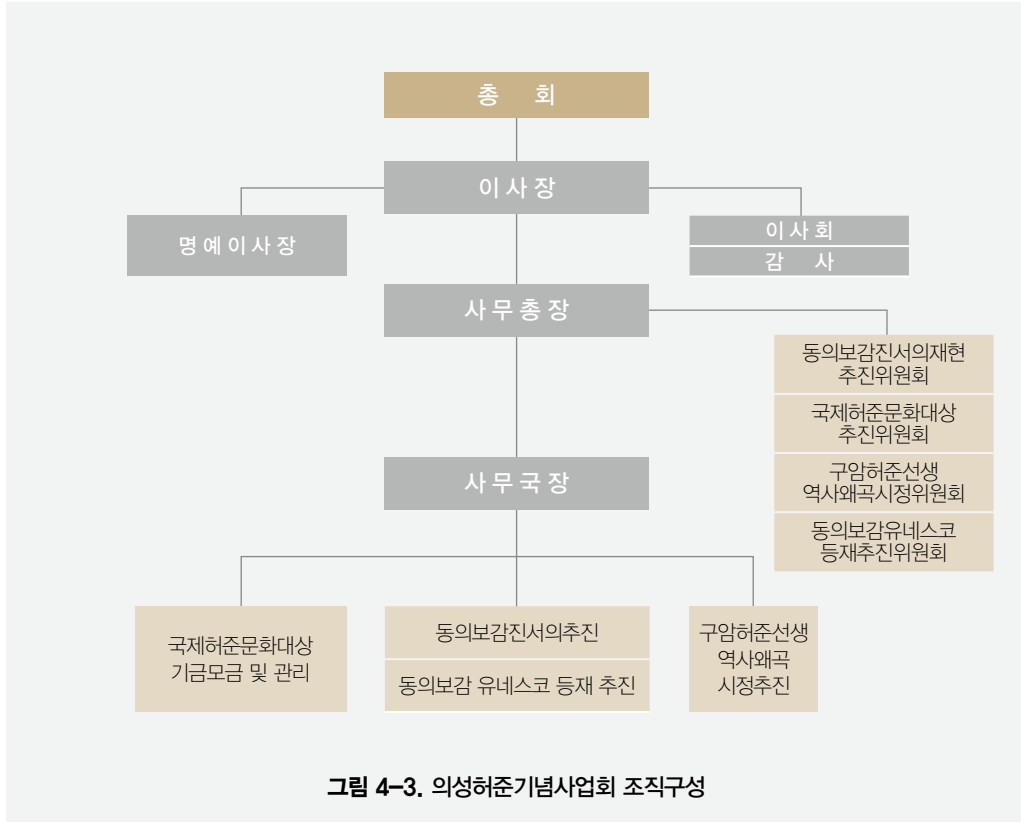 총 회
이 사 장
명 예 이 사 장
이 사 회
감 사
사 무 총 장
동의보감진서의재현
추진위원회
국제허준문화대상
추진위원회
구암허준선생
역사왜곡시정위원회
동의보감유네스코
등재추진위원회
사 무 국 장
국제허준문화대상
기금모금 및 관리
동의보감진서의추진
동의보감 유네스코 등재 추진
구암허준선생
역사왜곡
시정추진
그림 4-3. 의성허준기념사업회 조직구성